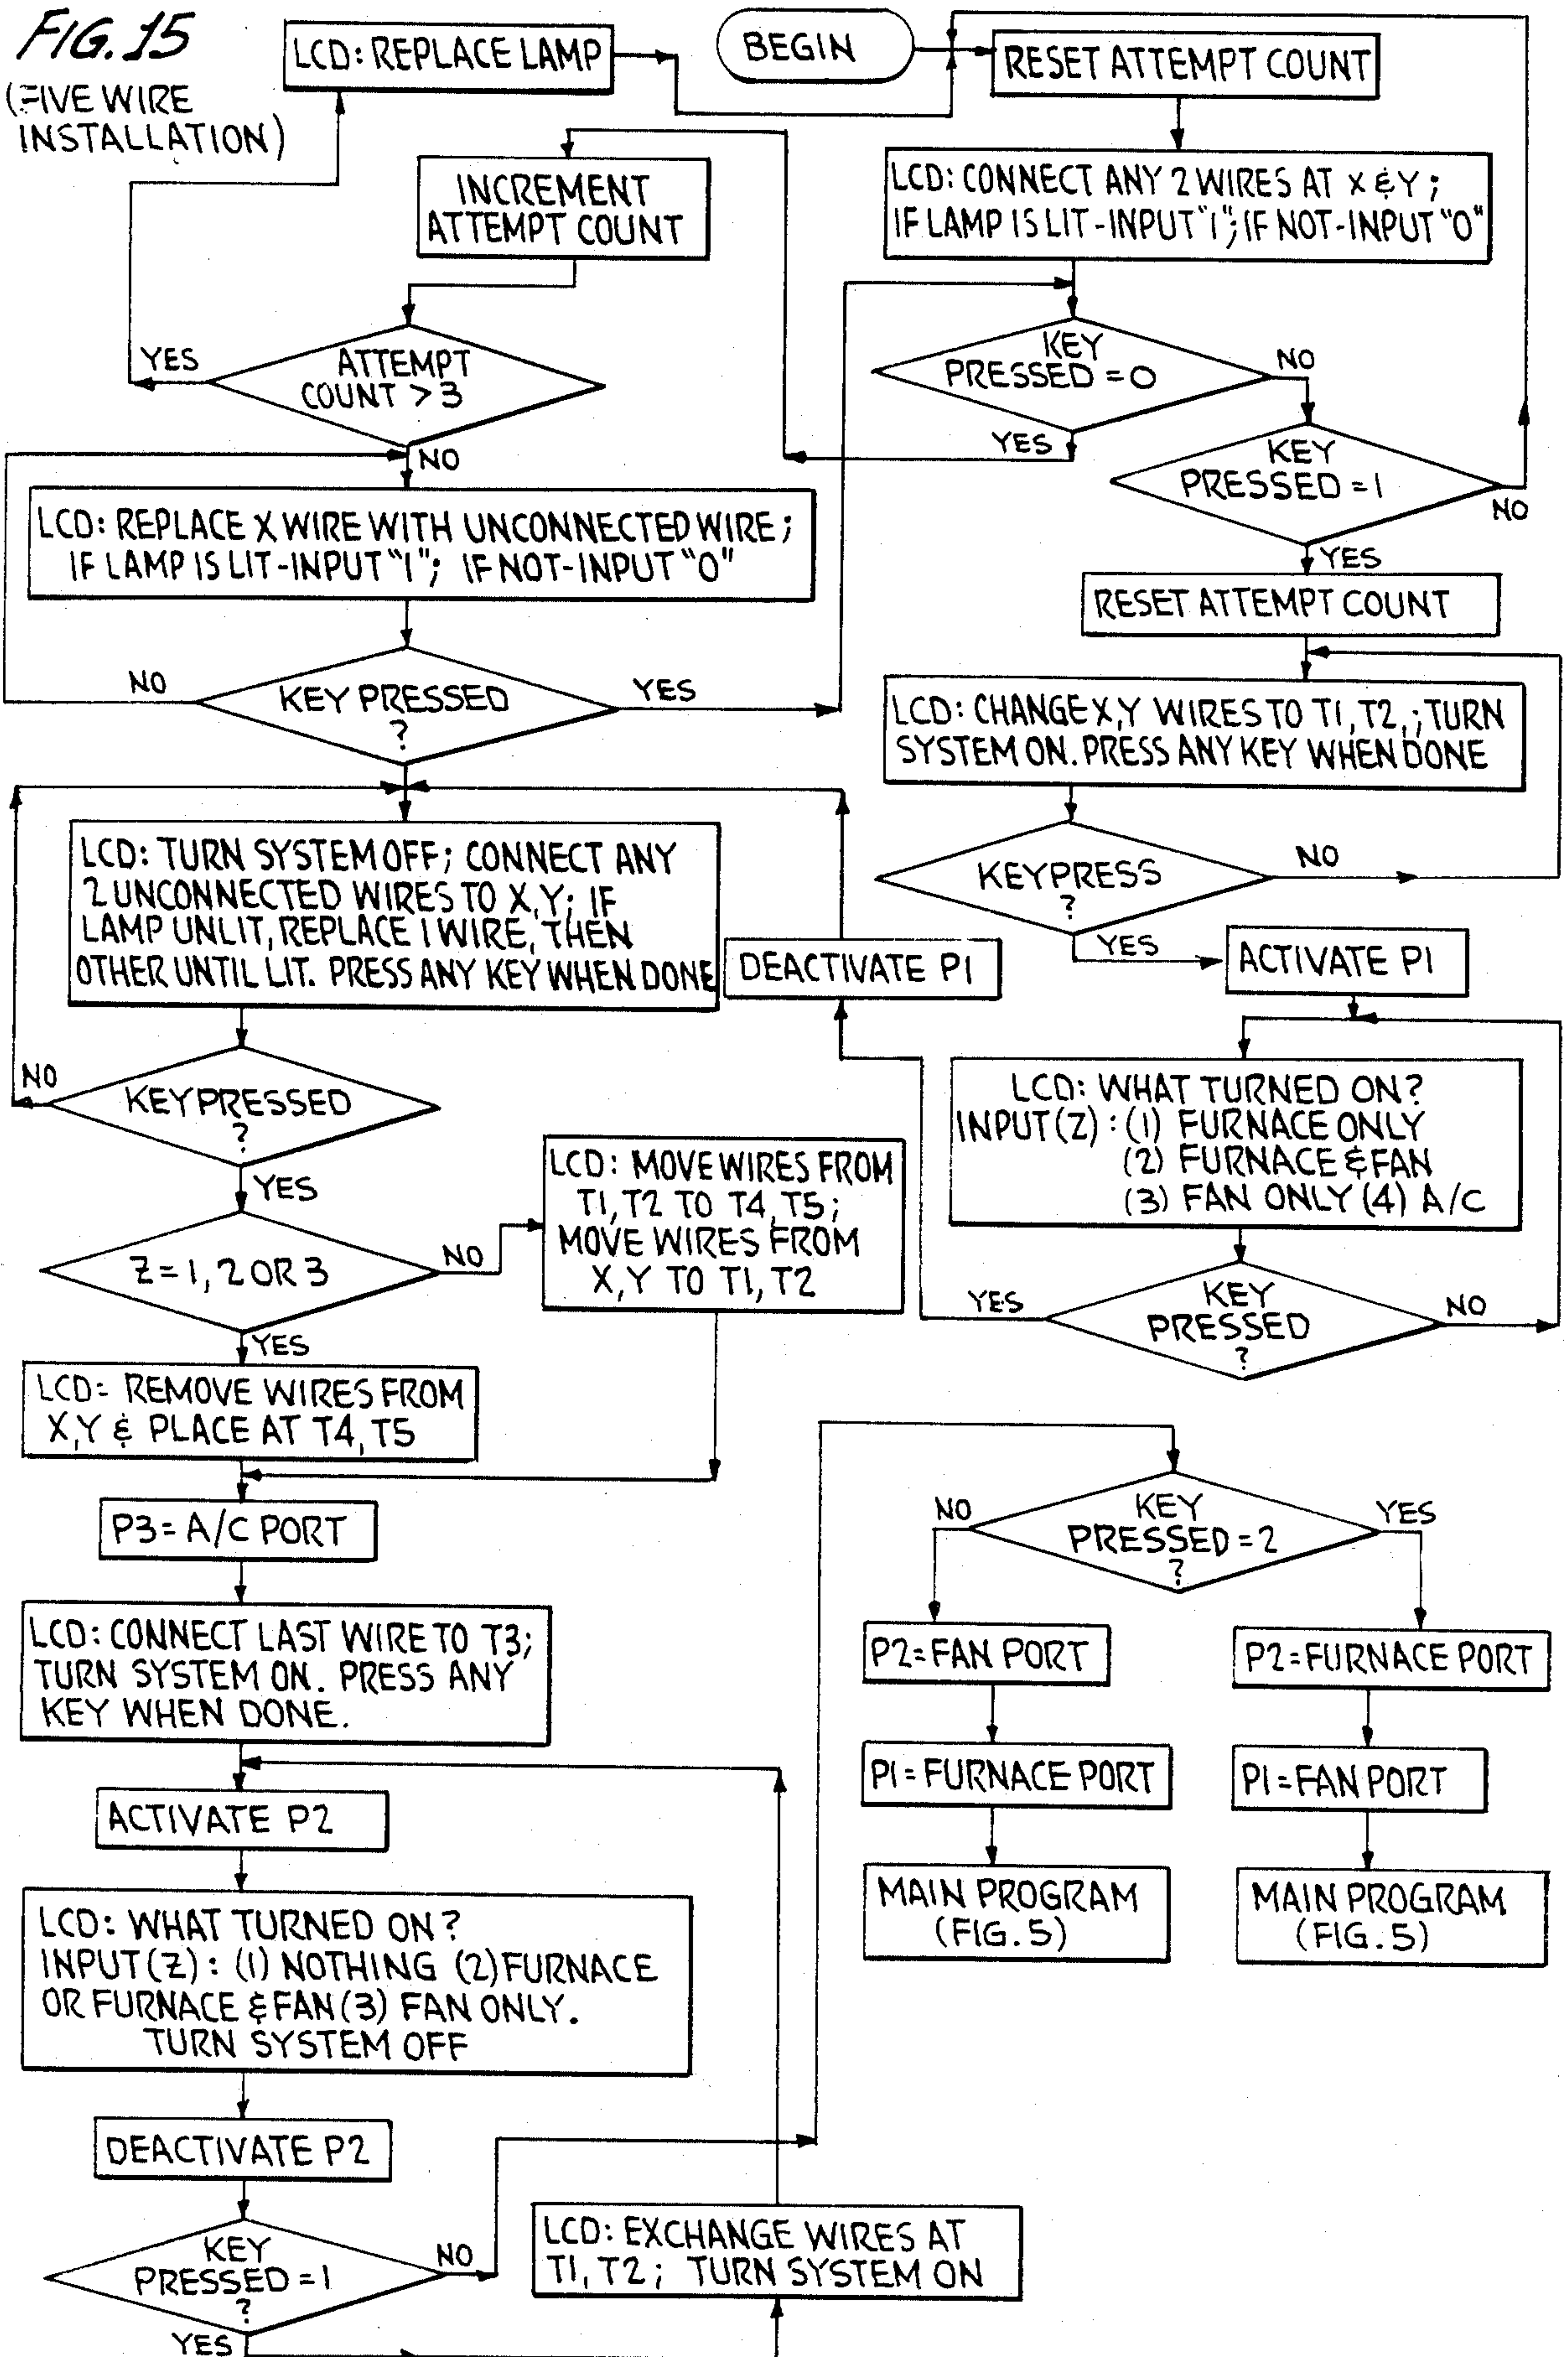 FIG. 15
(FIVE WIRE
INSTALLATION)
LCD: REPLACE LAMP
BEGIN
RESET ATTEMPT COUNT
LCD: CONNECT ANY 2 WIRES AT X & Y;
IF LAMP IS LIT-INPUT "1"; IF NOT-INPUT "0"
INCREMENT
ATTEMPT COUNT
KEY
PRESSED = 0
NO
YES
ATTEMPT
COUNT > 3
YES
NO
KEY
PRESSED = 1
NO
YES
LCD: REPLACE X WIRE WITH UNCONNECTED WIRE;
IF LAMP IS LIT-INPUT "1"; IF NOT-INPUT "0"
RESET ATTEMPT COUNT
KEY PRESSED
?
NO
YES
LCD: CHANGE X,Y WIRES TO T1, T2,; TURN
SYSTEM ON. PRESS ANY KEY WHEN DONE
KEYPRESS
?
NO
YES
ACTIVATE P1
DEACTIVATE P1
LCD: TURN SYSTEM OFF; CONNECT ANY
2 UNCONNECTED WIRES TO X,Y; IF
LAMP UNLIT, REPLACE 1 WIRE, THEN
OTHER UNTIL LIT. PRESS ANY KEY WHEN DONE
LCD: WHAT TURNED ON?
INPUT(Z): (1) FURNACE ONLY
(2) FURNACE & FAN
(3) FAN ONLY (4) A/C
KEY PRESSED
?
NO
YES
KEY
PRESSED
?
YES
NO
Z = 1, 2 OR 3
NO
YES
LCD: MOVE WIRES FROM
T1, T2 TO T4, T5;
MOVE WIRES FROM
X, Y TO T1, T2
LCD= REMOVE WIRES FROM
X,Y & PLACE AT T4, T5
P3 = A/C PORT
LCD: CONNECT LAST WIRE TO T3;
TURN SYSTEM ON. PRESS ANY
KEY WHEN DONE.
ACTIVATE P2
LCD: WHAT TURNED ON?
INPUT(Z): (1) NOTHING (2) FURNACE
OR FURNACE & FAN (3) FAN ONLY.
TURN SYSTEM OFF
DEACTIVATE P2
KEY
PRESSED = 1
?
NO
YES
LCD: EXCHANGE WIRES AT
T1, T2; TURN SYSTEM ON
KEY
PRESSED = 2
?
NO
YES
P2 = FAN PORT
P1 = FURNACE PORT
MAIN PROGRAM
(FIG. 5)
P2 = FURNACE PORT
P1 = FAN PORT
MAIN PROGRAM
(FIG. 5)